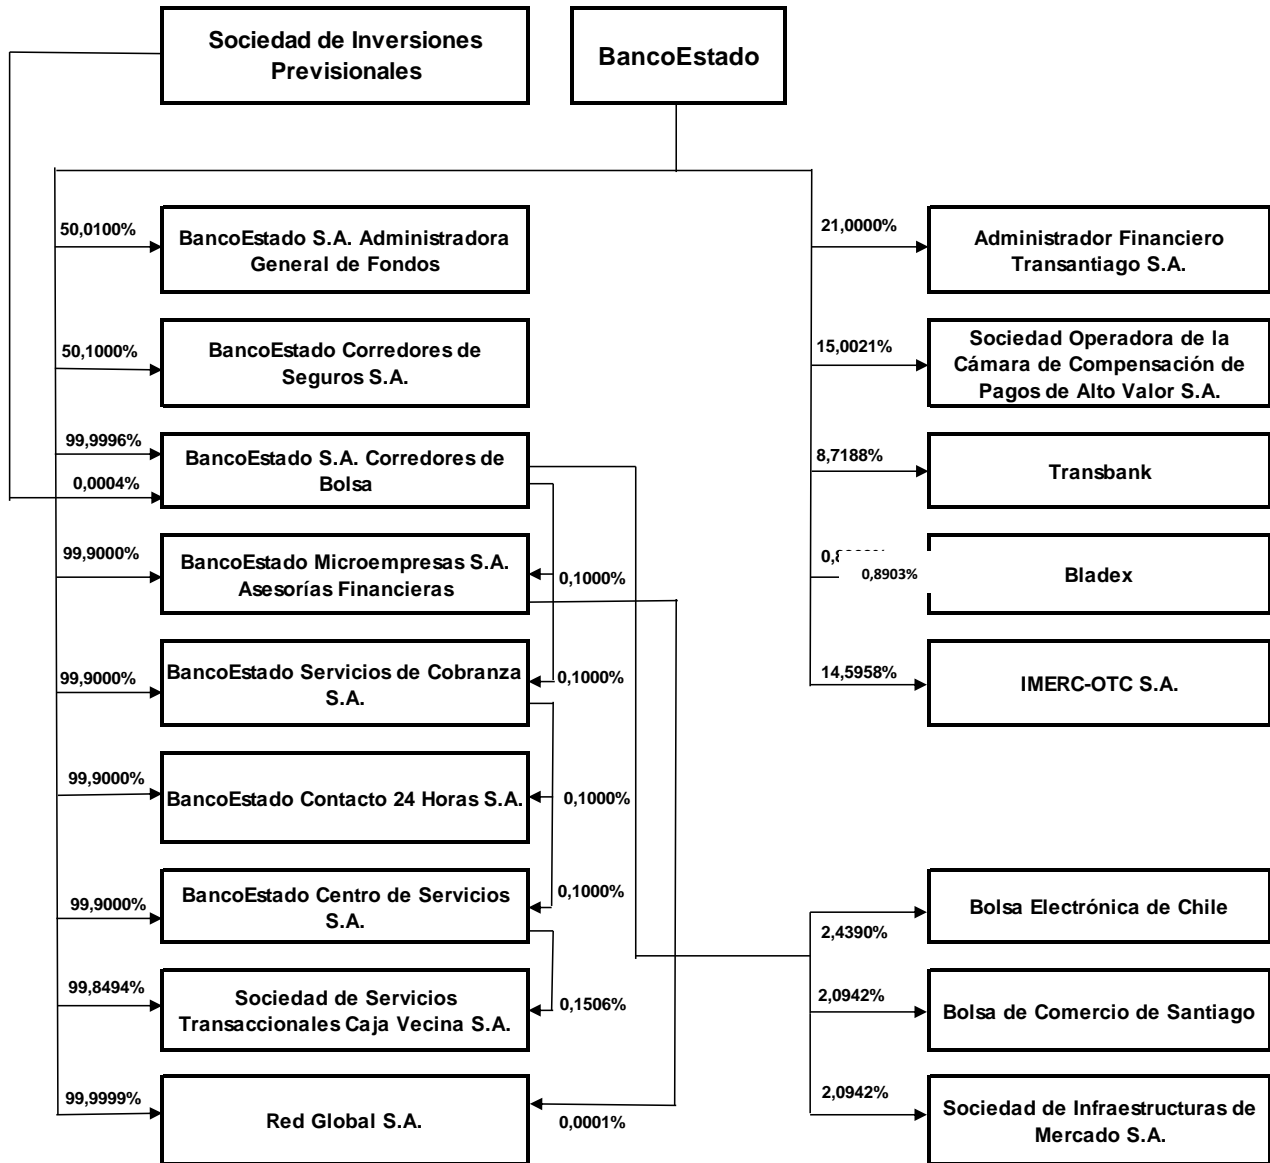 Sociedad de Inversiones
Previsionales
BancoEstado
50,0100%
BancoEstado S.A. Administradora
General de Fondos
50,1000%
BancoEstado Corredores de
Seguros S.A.
99,9996%
0,0004%
BancoEstado S.A. Corredores de
Bolsa
99,9000%
BancoEstado Microempresas S.A.
Asesorías Financieras
0,1000%
99,9000%
BancoEstado Servicios de Cobranza
S.A.
0,1000%
99,9000%
BancoEstado Contacto 24 Horas S.A.
0,1000%
99,9000%
BancoEstado Centro de Servicios
S.A.
0,1000%
99,8494%
Sociedad de Servicios
Transaccionales Caja Vecina S.A.
0,1506%
99,9999%
Red Global S.A.
0,0001%
21,0000%
Administrador Financiero
Transantiago S.A.
15,0021%
Sociedad Operadora de la
Cámara de Compensación de
Pagos de Alto Valor S.A.
8,7188%
Transbank
0,8903%
Bladex
14,5958%
IMERC-OTC S.A.
2,4390%
Bolsa Electrónica de Chile
2,0942%
Bolsa de Comercio de Santiago
2,0942%
Sociedad de Infraestructuras de
Mercado S.A.